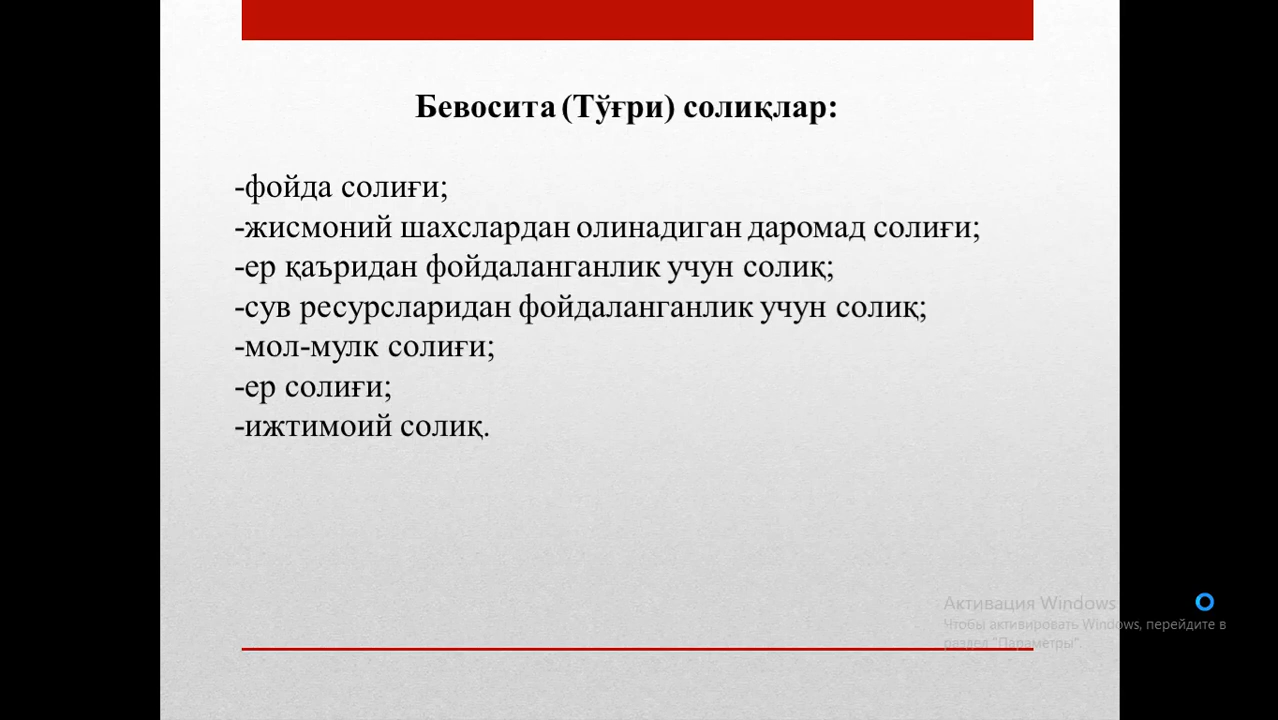 Бевосита (Тўғри) солиқлар:
-фойда солиғи;
-жисмоний шахслардан олинадиган даромад солиғи;
-ер қаъридан фойдаланганлик учун солиқ;
-сув ресурсларидан фойдаланганлик учун солиқ;
-мол-мулк солиғи;
-ер солиғи;
-ижтимоий солиқ.
Активация Windows
Чтобы активировать Windows, перейдите в
раздел "Параметры".